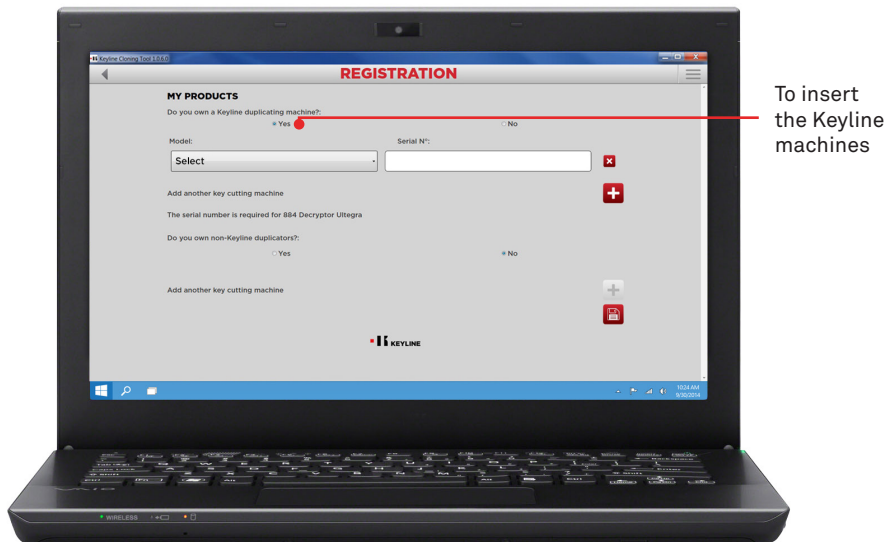 Keyline Cloning Tool 1.0.6.0
REGISTRATION
MY PRODUCTS
Do you own a Keyline duplicating machine?:
Yes
No
To insert
the Keyline
machines
Model:
Serial N°:
Select
Add another key cutting machine
The serial number is required for 884 Decryptor Ultegra
Do you own non-Keyline duplicators?:
Yes
No
Add another key cutting machine
KEYLINE
10:24 AM
9/30/2014
WIRELESS